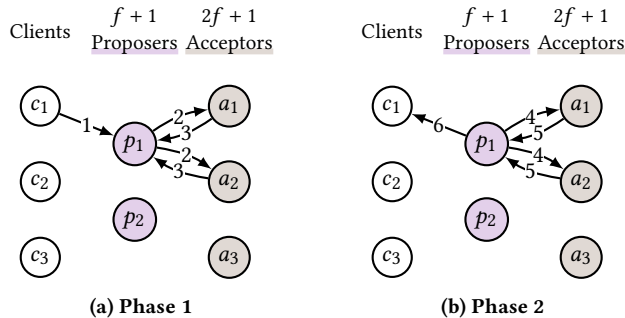 f + 1 2f + 1
Clients Proposers Acceptors
c1 a1
1 2
3
p1
2
3
c2 a2
p2
c3 a3
(a) Phase 1
f + 1 2f + 1
Clients Proposers Acceptors
c1 a1
6 4
5
p1
4
5
c2 a2
p2
c3 a3
(b) Phase 2